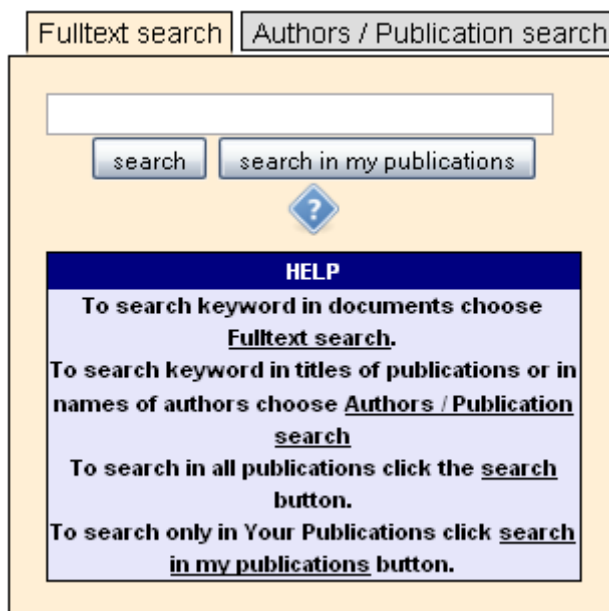 Fulltext search Authors / Publication search
search search in my publications
?
HELP
To search keyword in documents choose
Fulltext search.
To search keyword in titles of publications or in
names of authors choose Authors / Publication
search
To search in all publications click the search
button.
To search only in Your Publications click search
in my publications button.